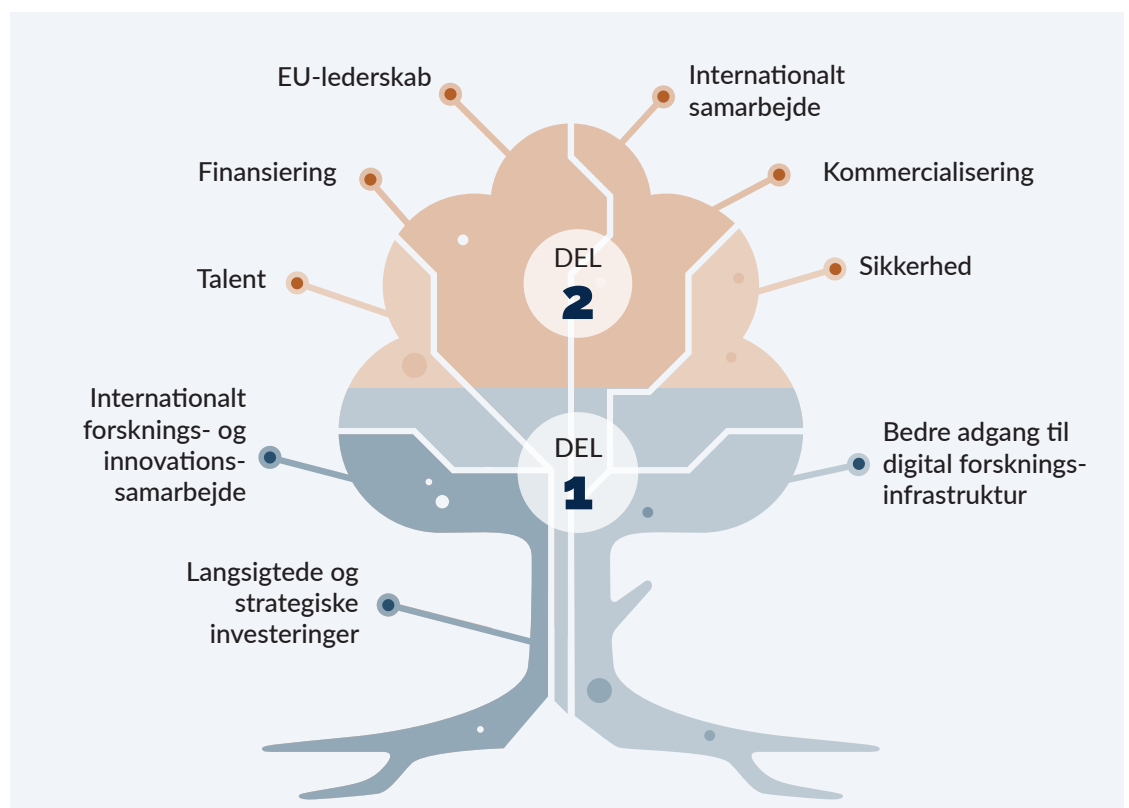 EU-lederskab
Internationalt
samarbejde
Finansiering
Kommercialisering
Talent
Sikkerhed
DEL
2
Internationalt
forsknings- og
innovations-
samarbejde
DEL
1
Bedre adgang til
digital forsknings-
infrastruktur
Langsigtede og
strategiske
investeringer